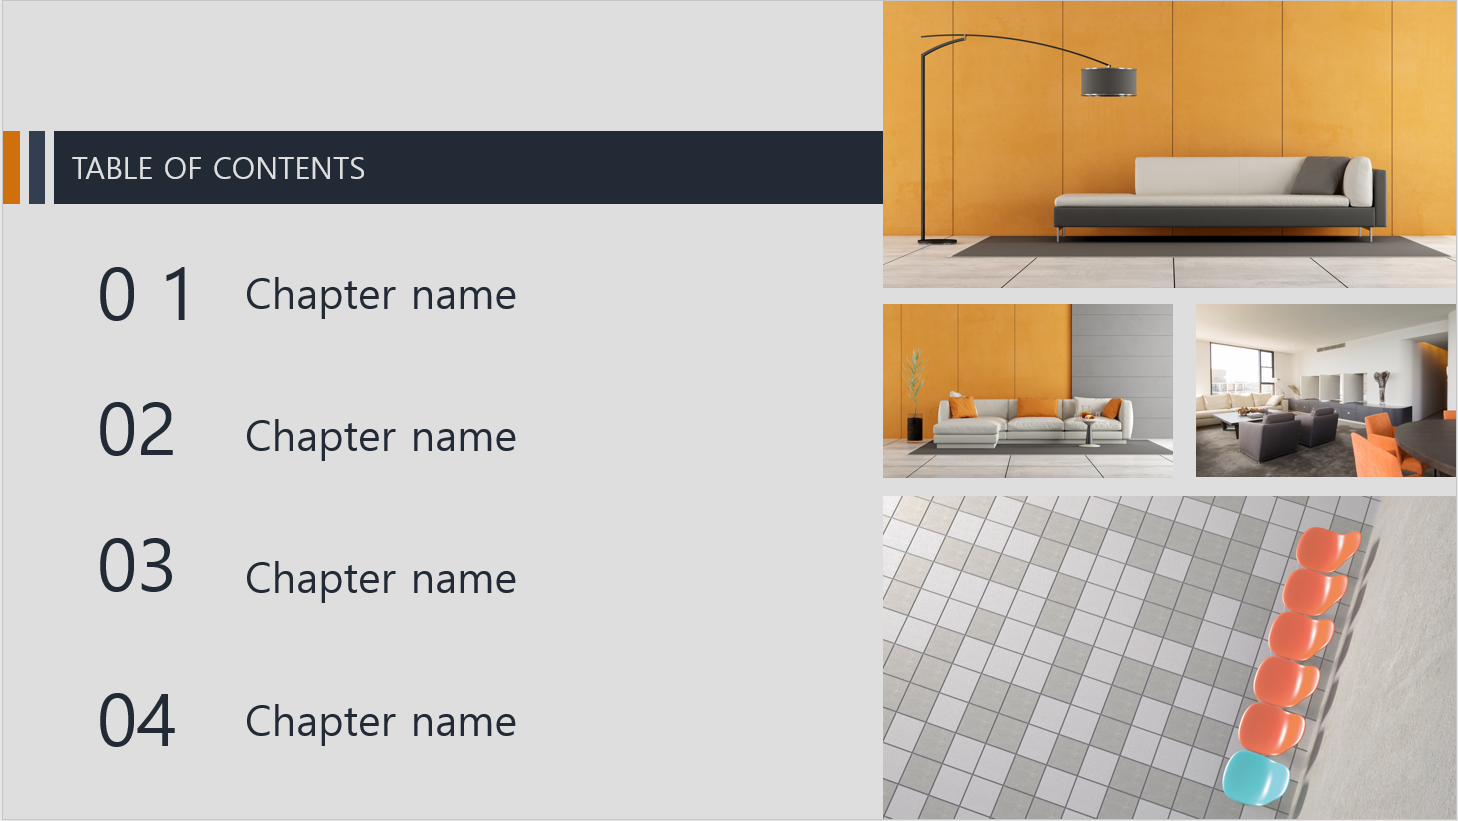 TABLE OF CONTENTS
0 1 Chapter name
02 Chapter name
03 Chapter name
04 Chapter name